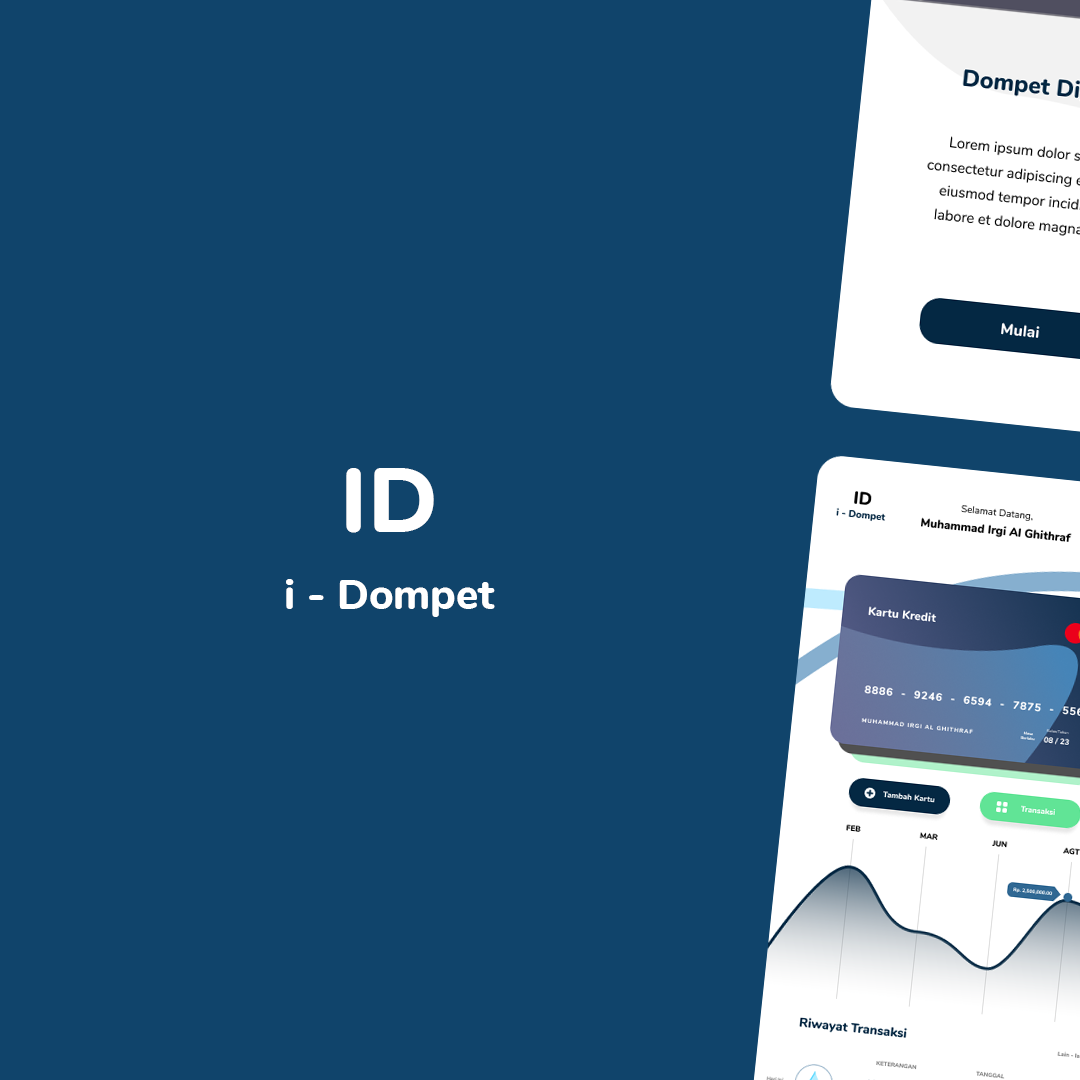 ID
i - Dompet
Dompet Di
Lorem ipsum dolor s
consectetur adipiscing e
eiusmod tempor incid
labore et dolore magna
Mulai
ID
i - Dompet
Selamat Datang,
Muhammad Irgi Al Ghithraf
Kartu Kredit
8886 - 9246 - 6594 - 7875 - 556
MUHAMMAD IRGI AL GHITHRAF
08 / 23
Tambah Kartu
Transaksi
FEB
MAR
JUN
AGT
Rp. 2,500,000.00
Riwayat Transaksi
KETERANGAN
TANGGAL